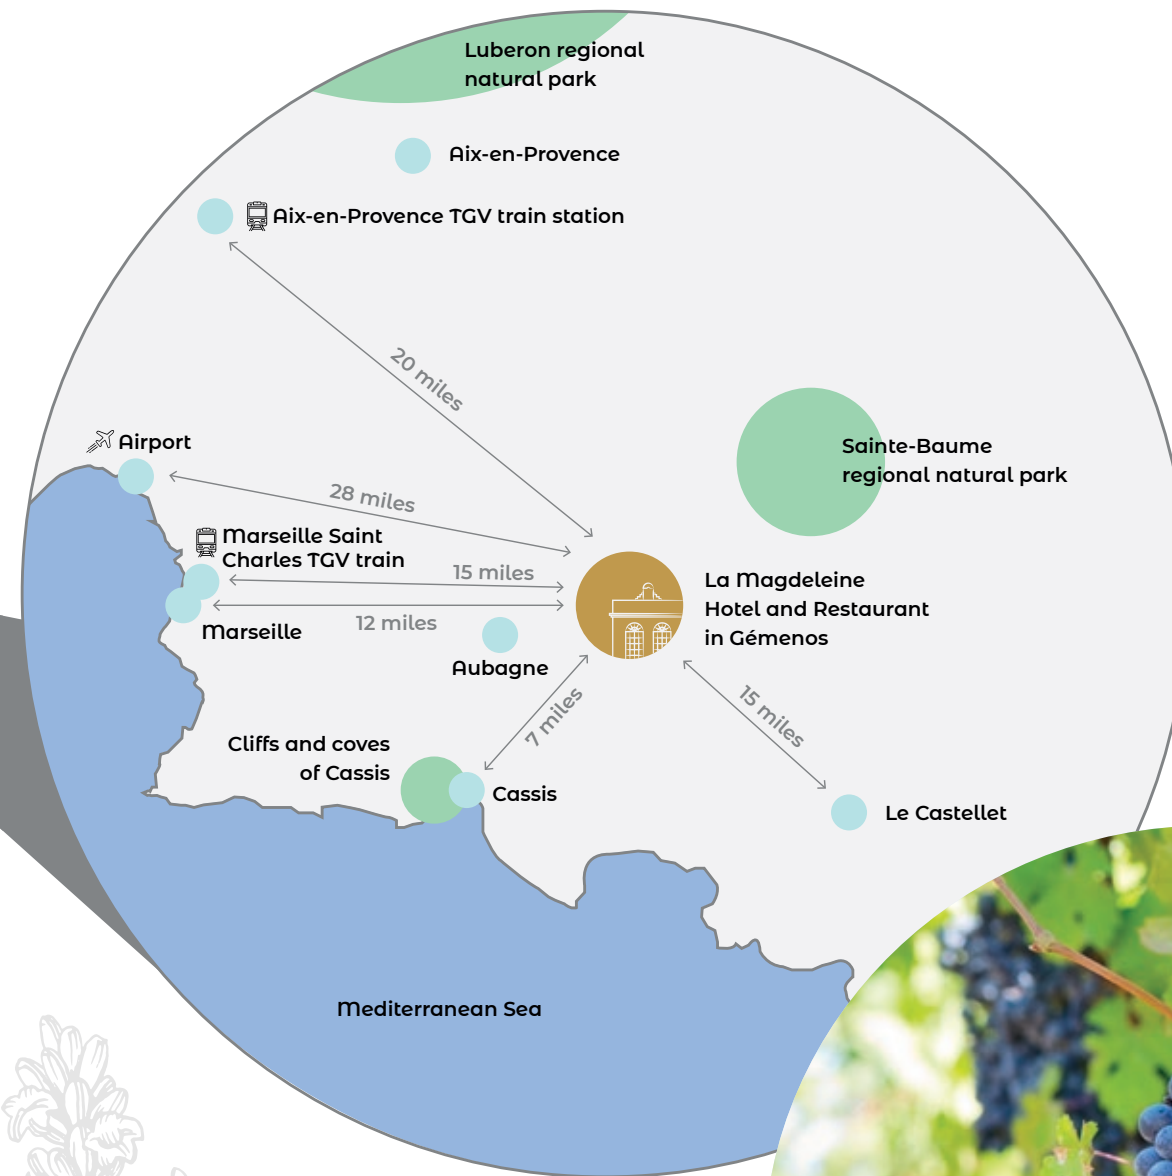 Luberon regional
natural park
Aix-en-Provence
Aix-en-Provence TGV train station
20 miles
Airport
28 miles
Sainte-Baume
regional natural park
Marseille Saint
Charles TGV train
15 miles
12 miles
Marseille
La Magdeleine
Hotel and Restaurant
in Gémenos
Aubagne
7 miles
15 miles
Cliffs and coves
of Cassis
Cassis
Le Castellet
Mediterranean Sea